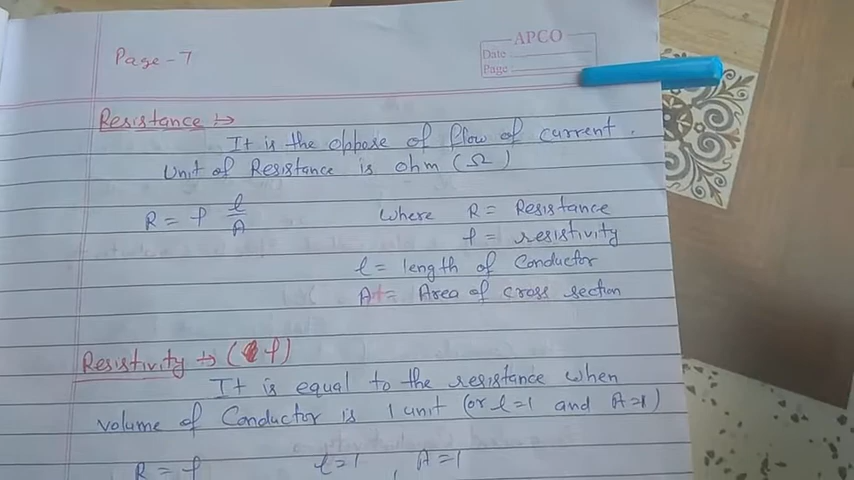 APCO
Date
Page
Page - 7
Resistance →
It is the oppose of flow of current.
Unit of Resistance is ohm (Ω)
R = ρ l/A where R = Resistance
ρ = resistivity
l = length of Conductor
A = Area of cross section
Resistivity → (ρ)
It is equal to the resistance when
volume of Conductor is 1 unit (or l=1 and A=1)
R = ρ l=1, A=1